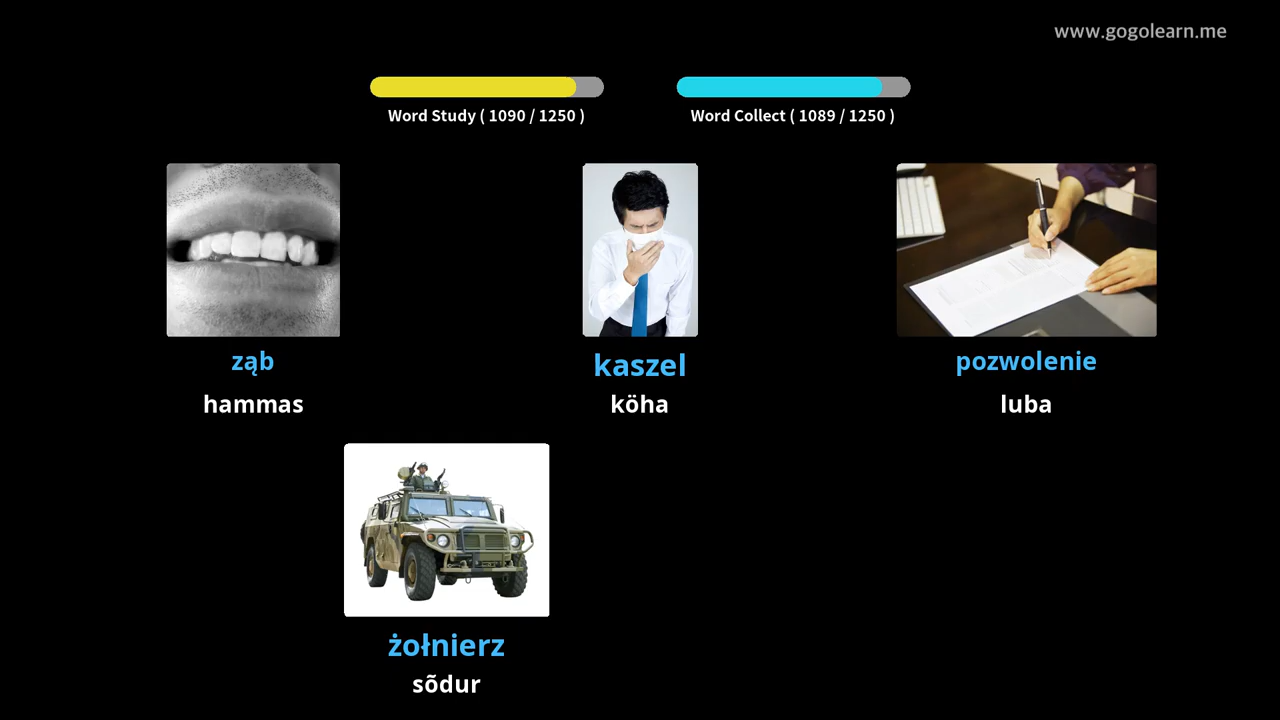 www.gogolearn.me
Word Study ( 1090 / 1250 )
Word Collect ( 1089 / 1250 )
ząb
kaszel
pozwolenie
hammas
köha
luba
żołnierz
sõdur